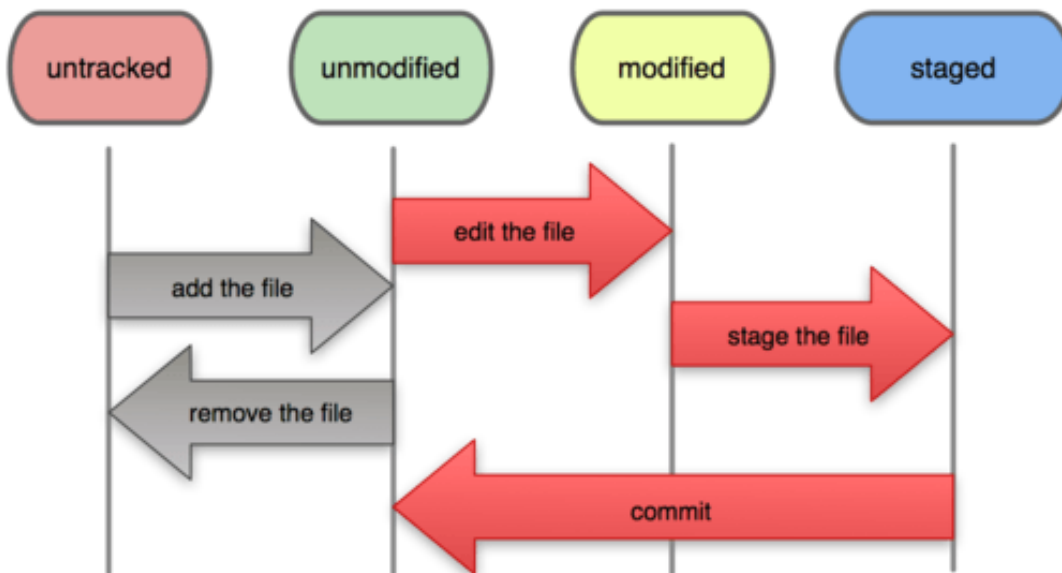 untracked
unmodified
modified
staged
edit the file
add the file
stage the file
remove the file
commit